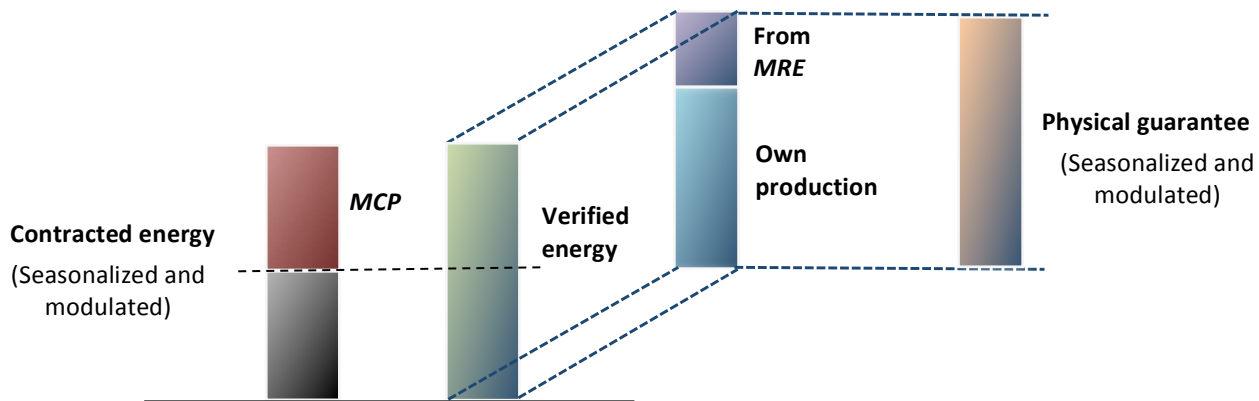 From
MRE
Own
production
Physical guarantee
(Seasonalized and
modulated)
MCP
Verified
energy
Contracted energy
(Seasonalized and
modulated)